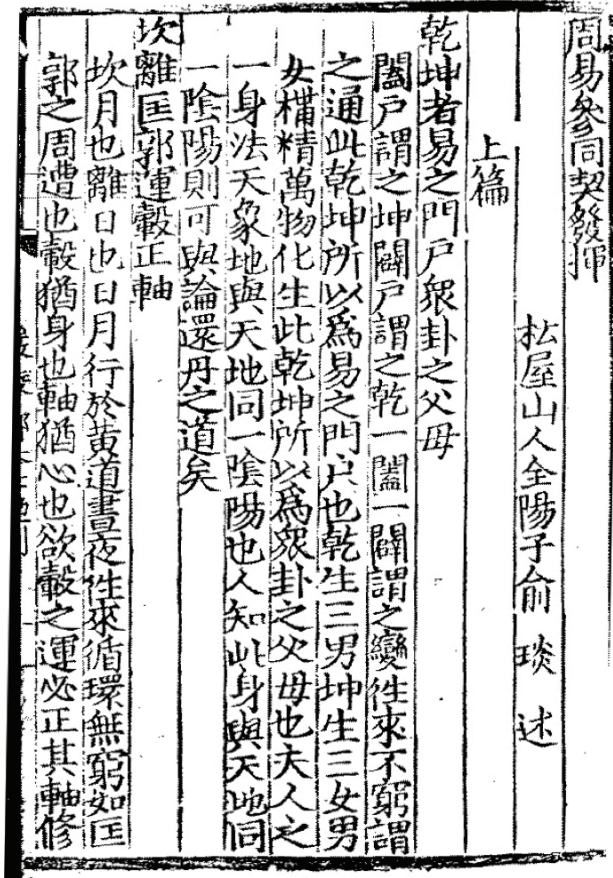 周易參同契發揮
枩屋山人全陽子俞琰述
上篇
乾坤者易之門戶衆卦之父母
闔戶謂之坤闢戶謂之乾一闔一闢謂之變徃來不窮謂
之通此乾坤所以爲易之門户也乾生三男坤生三女男
女構精萬物化生此乾坤所以爲衆卦之父母也夫人之
一身法天象地與天地同一陰陽也人知此身與天地同
一陰陽則可與論還丹之道矣
坎離匡郭運轂正軸
坎月也離日也日月行於黄道晝夜徃來循環無窮如匡
郭之周遭也轂猶身也軸猶心也欲轂之運必正其軸修